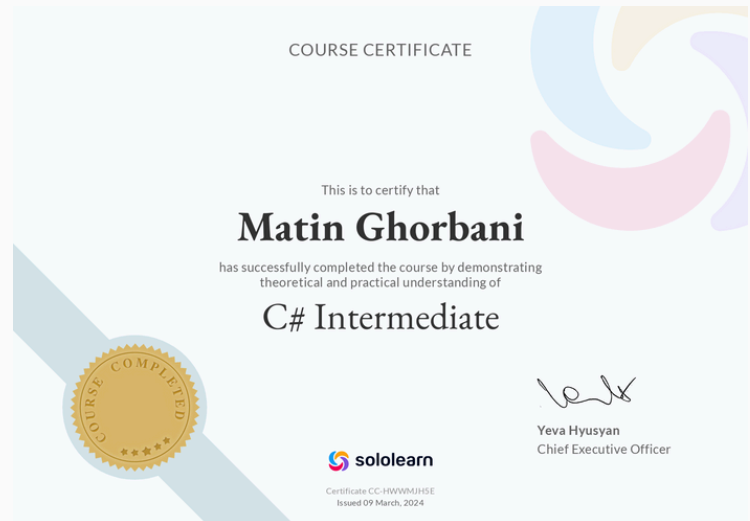 COURSE CERTIFICATE
This is to certify that
Matin Ghorbani
has successfully completed the course by demonstrating
theoretical and practical understanding of
C# Intermediate
COURSE COMPLETED
Yeva Hyusyan
Chief Executive Officer
sololearn
Certificate CC-HWWMJH5E
Issued 09 March, 2024